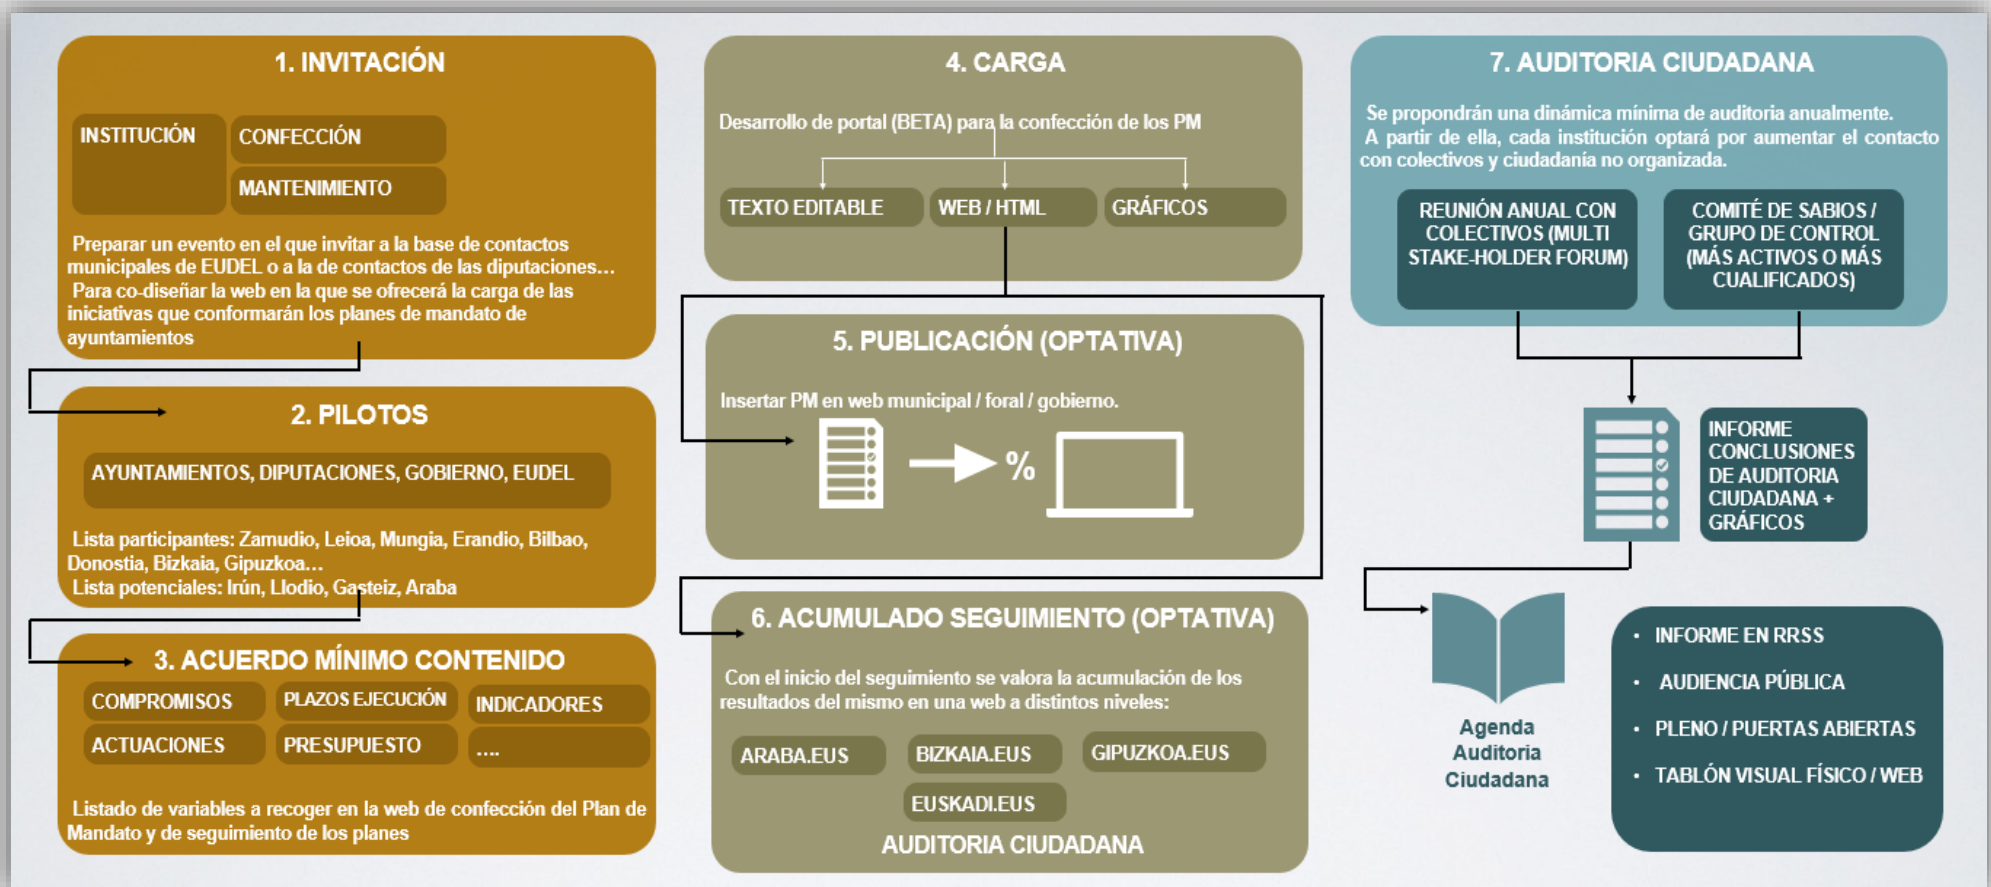 1. INVITACIÓN
INSTITUCIÓN
CONFECCIÓN
MANTENIMIENTO
Preparar un evento en el que invitar a la base de contactos
municipales de EUDEL o a la de contactos de las diputaciones…
Para co-diseñar la web en la que se ofrecerá la carga de las
iniciativas que conformarán los planes de mandato de
ayuntamientos
2. PILOTOS
AYUNTAMIENTOS, DIPUTACIONES, GOBIERNO, EUDEL
Lista participantes: Zamudio, Leioa, Mungia, Erandio, Bilbao,
Donostia, Bizkaia, Gipuzkoa…
Lista potenciales: Irún, Llodio, Gasteiz, Araba
3. ACUERDO MÍNIMO CONTENIDO
COMPROMISOS
PLAZOS EJECUCIÓN
INDICADORES
ACTUACIONES
PRESUPUESTO
….
Listado de variables a recoger en la web de confección del Plan de
Mandato y de seguimiento de los planes
4. CARGA
Desarrollo de portal (BETA) para la confección de los PM
TEXTO EDITABLE
WEB / HTML
GRÁFICOS
5. PUBLICACIÓN (OPTATIVA)
Insertar PM en web municipal / foral / gobierno.
%
6. ACUMULADO SEGUIMIENTO (OPTATIVA)
Con el inicio del seguimiento se valora la acumulación de los
resultados del mismo en una web a distintos niveles:
ARABA.EUS
BIZKAIA.EUS
GIPUZKOA.EUS
EUSKADI.EUS
AUDITORIA CIUDADANA
7. AUDITORIA CIUDADANA
Se propondrán una dinámica mínima de auditoria anualmente.
A partir de ella, cada institución optará por aumentar el contacto
con colectivos y ciudadanía no organizada.
REUNIÓN ANUAL CON
COLECTIVOS (MULTI
STAKE-HOLDER FORUM)
COMITÉ DE SABIOS /
GRUPO DE CONTROL
(MÁS ACTIVOS O MÁS
CUALIFICADOS)
INFORME
CONCLUSIONES
DE AUDITORIA
CIUDADANA +
GRÁFICOS
Agenda
Auditoria
Ciudadana
• INFORME EN RRSS
• AUDIENCIA PÚBLICA
• PLENO / PUERTAS ABIERTAS
• TABLÓN VISUAL FÍSICO / WEB